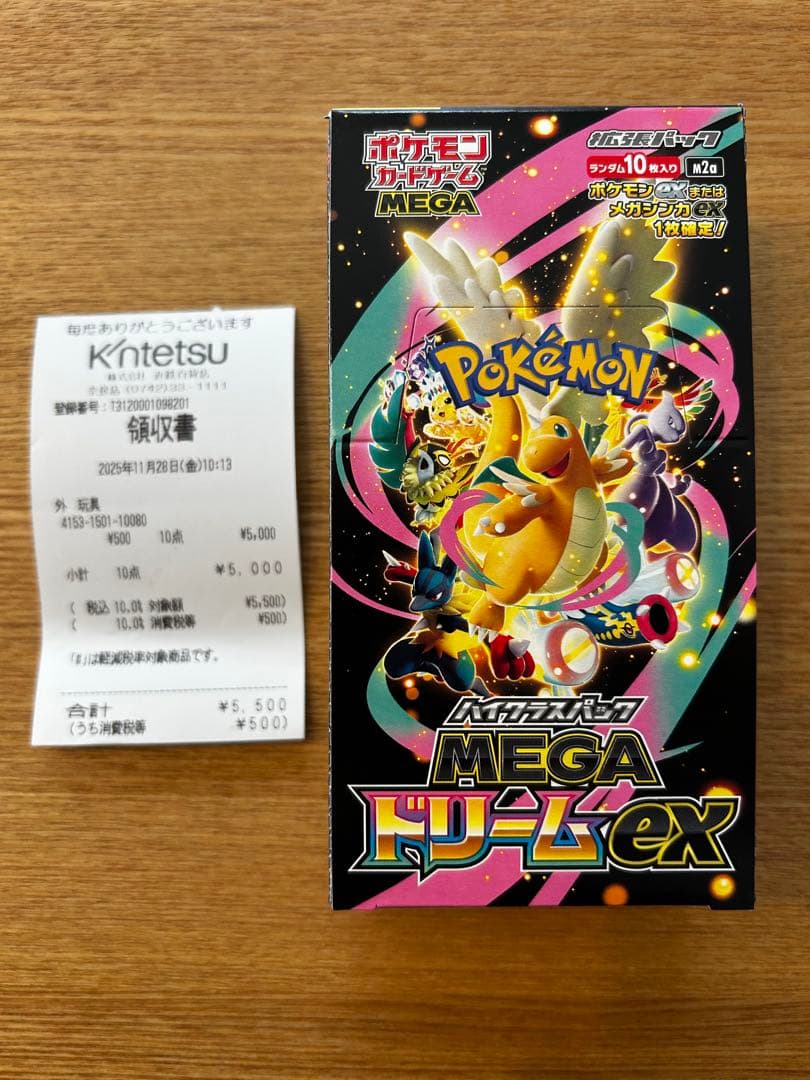 毎度ありがとうございます
Kintetsu
株式会社 近鉄百貨店
奈良店 (0742)33-1111
登録番号:T3120001098201
領収書
2025年11月28日(金)10:13
外 玩具
4153-1501-10080
¥500 10点 ¥5,000
小計 10点 ¥5,000
( 税込 10.0% 対象額 ¥5,500)
( 10.0% 消費税等 ¥500)
「#」は軽減税率対象商品です。
合計 ¥5,500
(うち消費税等 ¥500)
ポケモン
カードゲーム
MEGA
拡張パック
ランダム10枚入り M2a
ポケモンexまたは
メガシンカex
1枚確定!
POKéMON
ハイクラスパック
MEGA
ドリームex